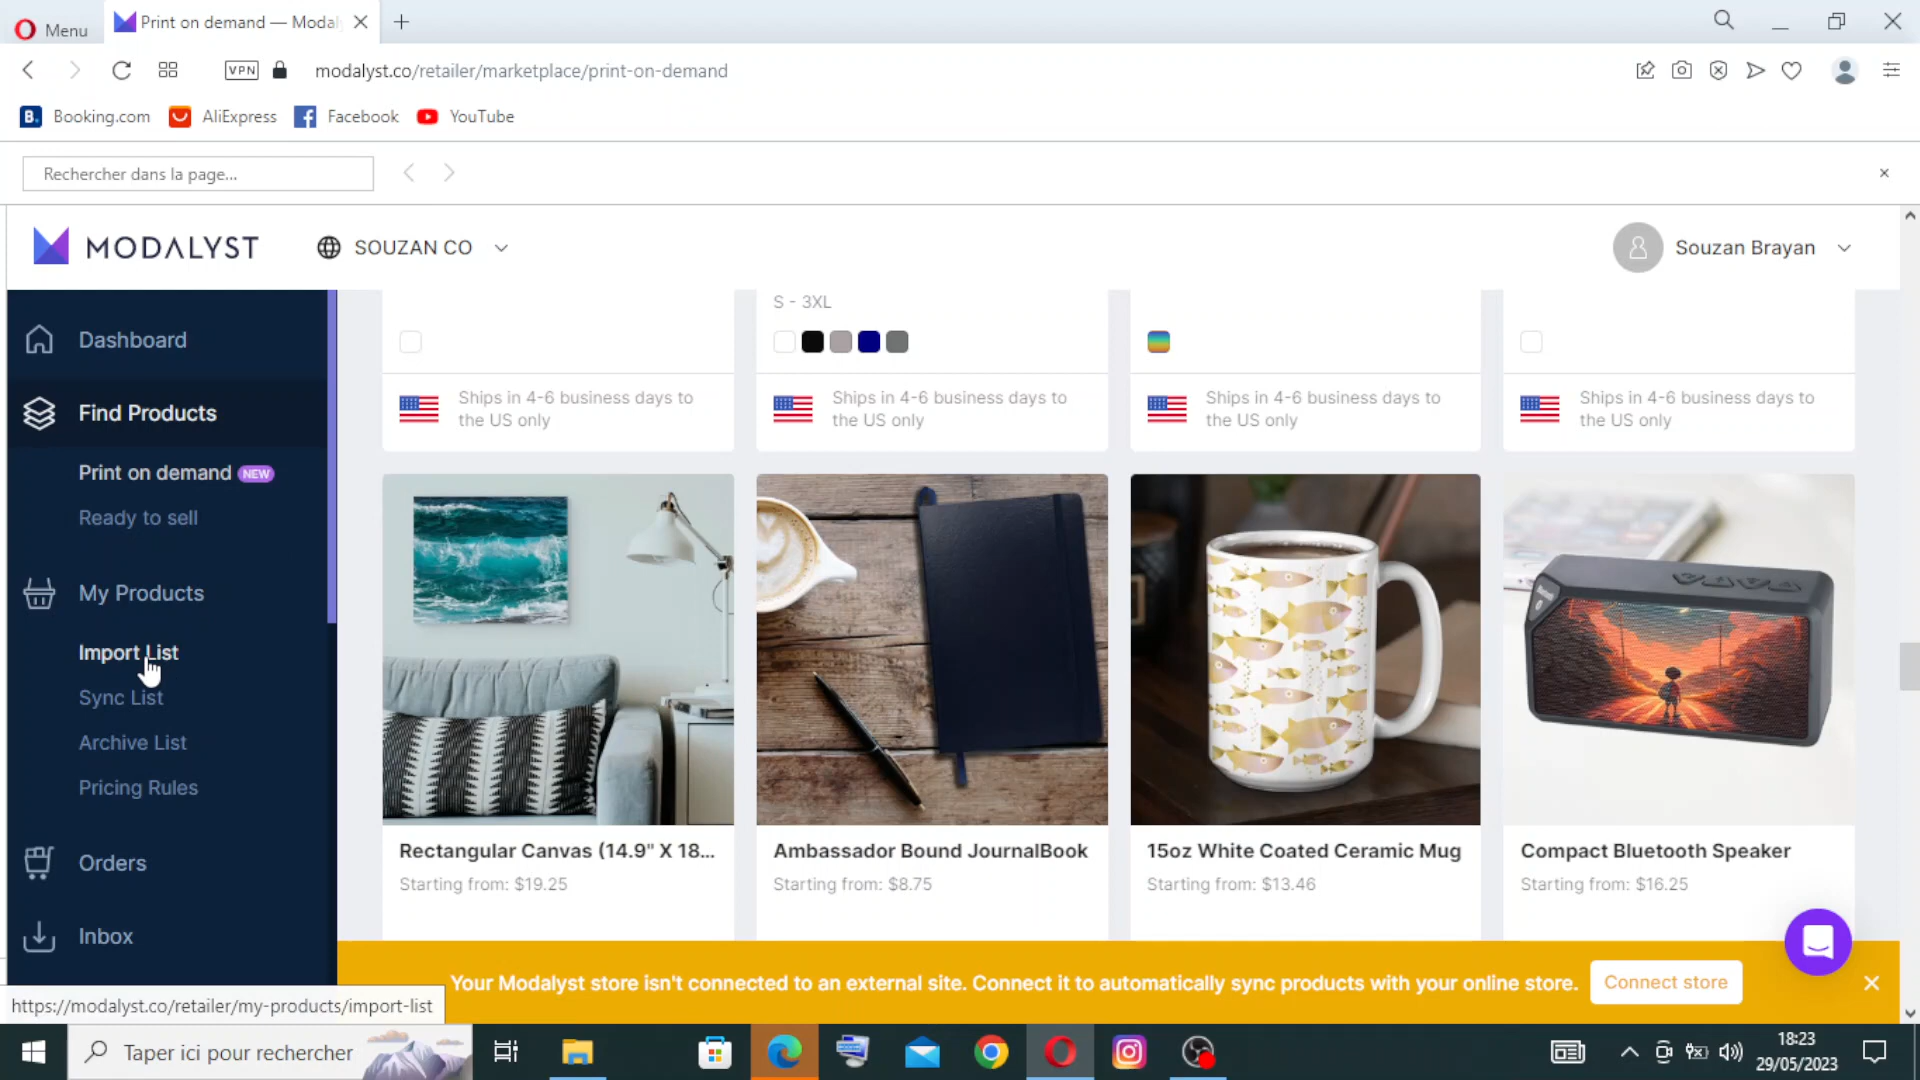 Menu
Print on demand — Modal
VPN
modalyst.co/retailer/marketplace/print-on-demand
Booking.com
AliExpress
Facebook
YouTube
Rechercher dans la page...
MODALYST
SOUZAN CO
Souzan Brayan
Dashboard
Find Products
Print on demand NEW
Ready to sell
My Products
Import List
Sync List
Archive List
Pricing Rules
Orders
Inbox
S - 3XL
Ships in 4-6 business days to
the US only
Ships in 4-6 business days to
the US only
Ships in 4-6 business days to
the US only
Ships in 4-6 business days to
the US only
Rectangular Canvas (14.9" X 18...
Starting from: $19.25
Ambassador Bound JournalBook
Starting from: $8.75
15oz White Coated Ceramic Mug
Starting from: $13.46
Compact Bluetooth Speaker
Starting from: $16.25
Your Modalyst store isn't connected to an external site. Connect it to automatically sync products with your online store.
Connect store
https://modalyst.co/retailer/my-products/import-list
Taper ici pour rechercher
18:23
29/05/2023